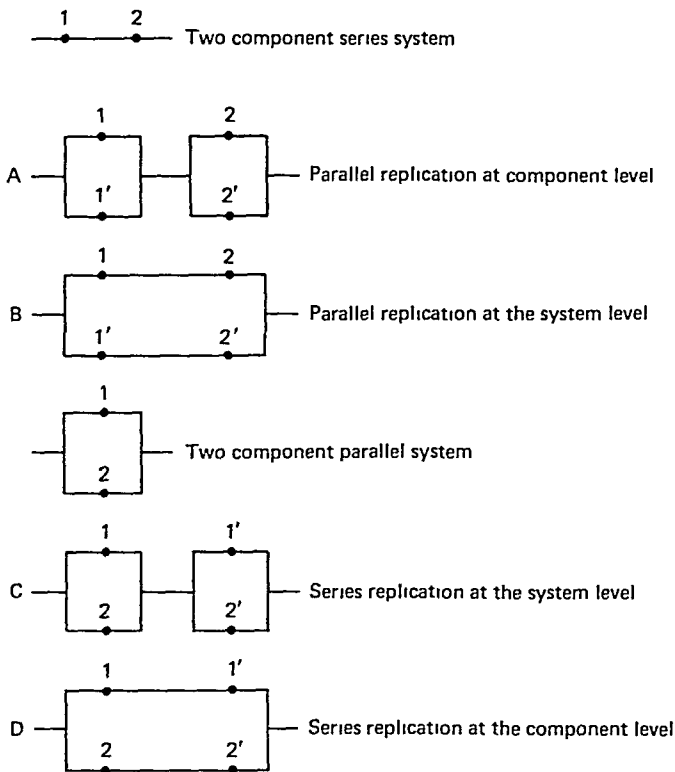 1 2
Two component series system
1 2
A Parallel replication at component level
1' 2'
1 2
B Parallel replication at the system level
1' 2'
1
Two component parallel system
2
1 1'
C Series replication at the system level
2 2'
1 1'
D Series replication at the component level
2 2'